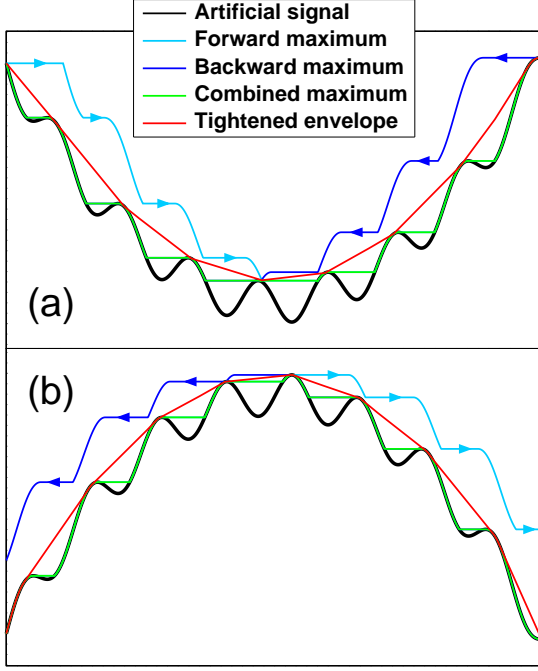 Artificial signal
Forward maximum
Backward maximum
Combined maximum
Tightened envelope
(a)
(b)